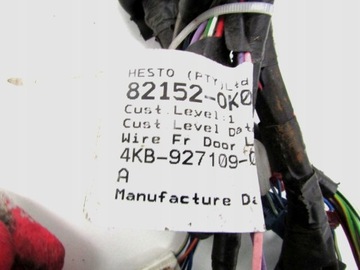 HESTO (PTY)Ltd
82152-0K0
Cust.Level:1
Cust Level Dat
Wire Fr Door L
4KB-927109-0
A
Manufacture Da